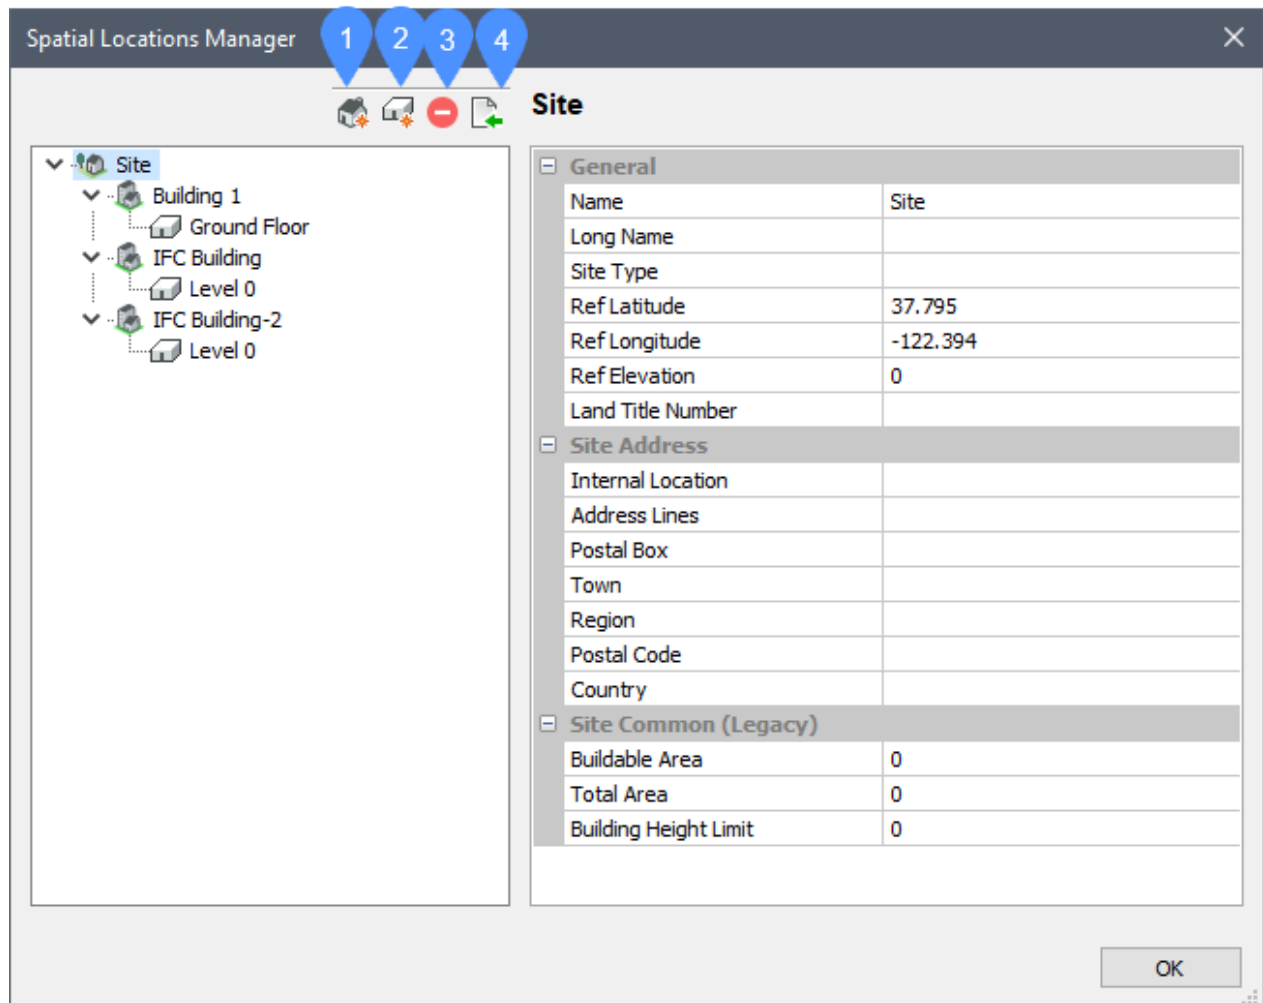 Spatial Locations Manager
1 2 3 4
Site
Site
Building 1
Ground Floor
IFC Building
Level 0
IFC Building-2
Level 0
General
Name Site
Long Name
Site Type
Ref Latitude 37.795
Ref Longitude -122.394
Ref Elevation 0
Land Title Number
Site Address
Internal Location
Address Lines
Postal Box
Town
Region
Postal Code
Country
Site Common (Legacy)
Buildable Area 0
Total Area 0
Building Height Limit 0
OK